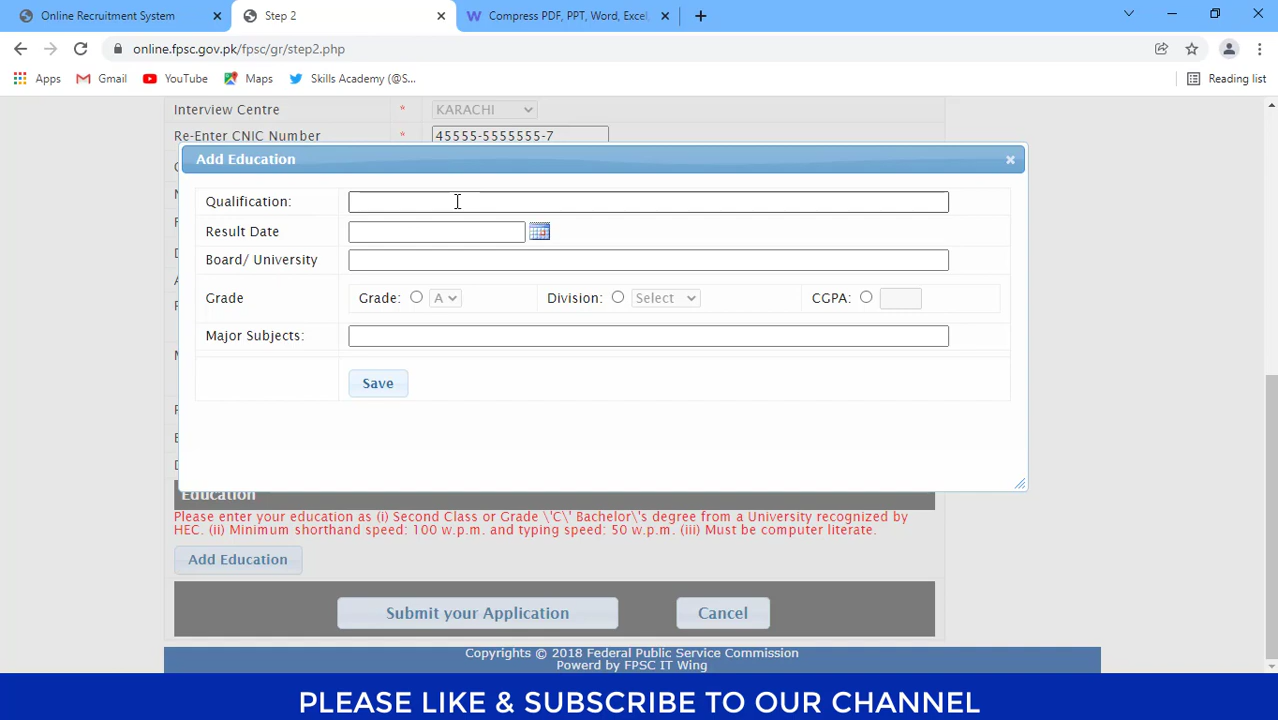 Online Recruitment System
Step 2
Compress PDF, PPT, Word, Excel,
online.fpsc.gov.pk/fpsc/gr/step2.php
Apps Gmail YouTube Maps Skills Academy (@S... Reading list
Interview Centre * KARACHI
Re-Enter CNIC Number * 45555-5555555-7
Add Education
Qualification:
Result Date
Board/ University
Grade Grade: A Division: Select CGPA:
Major Subjects:
Save
Education
Please enter your education as (i) Second Class or Grade \'C\' Bachelor\'s degree from a University recognized by
HEC. (ii) Minimum shorthand speed: 100 w.p.m. and typing speed: 50 w.p.m. (iii) Must be computer literate.
Add Education
Submit your Application Cancel
Copyrights © 2018 Federal Public Service Commission
Powerd by FPSC IT Wing
PLEASE LIKE & SUBSCRIBE TO OUR CHANNEL